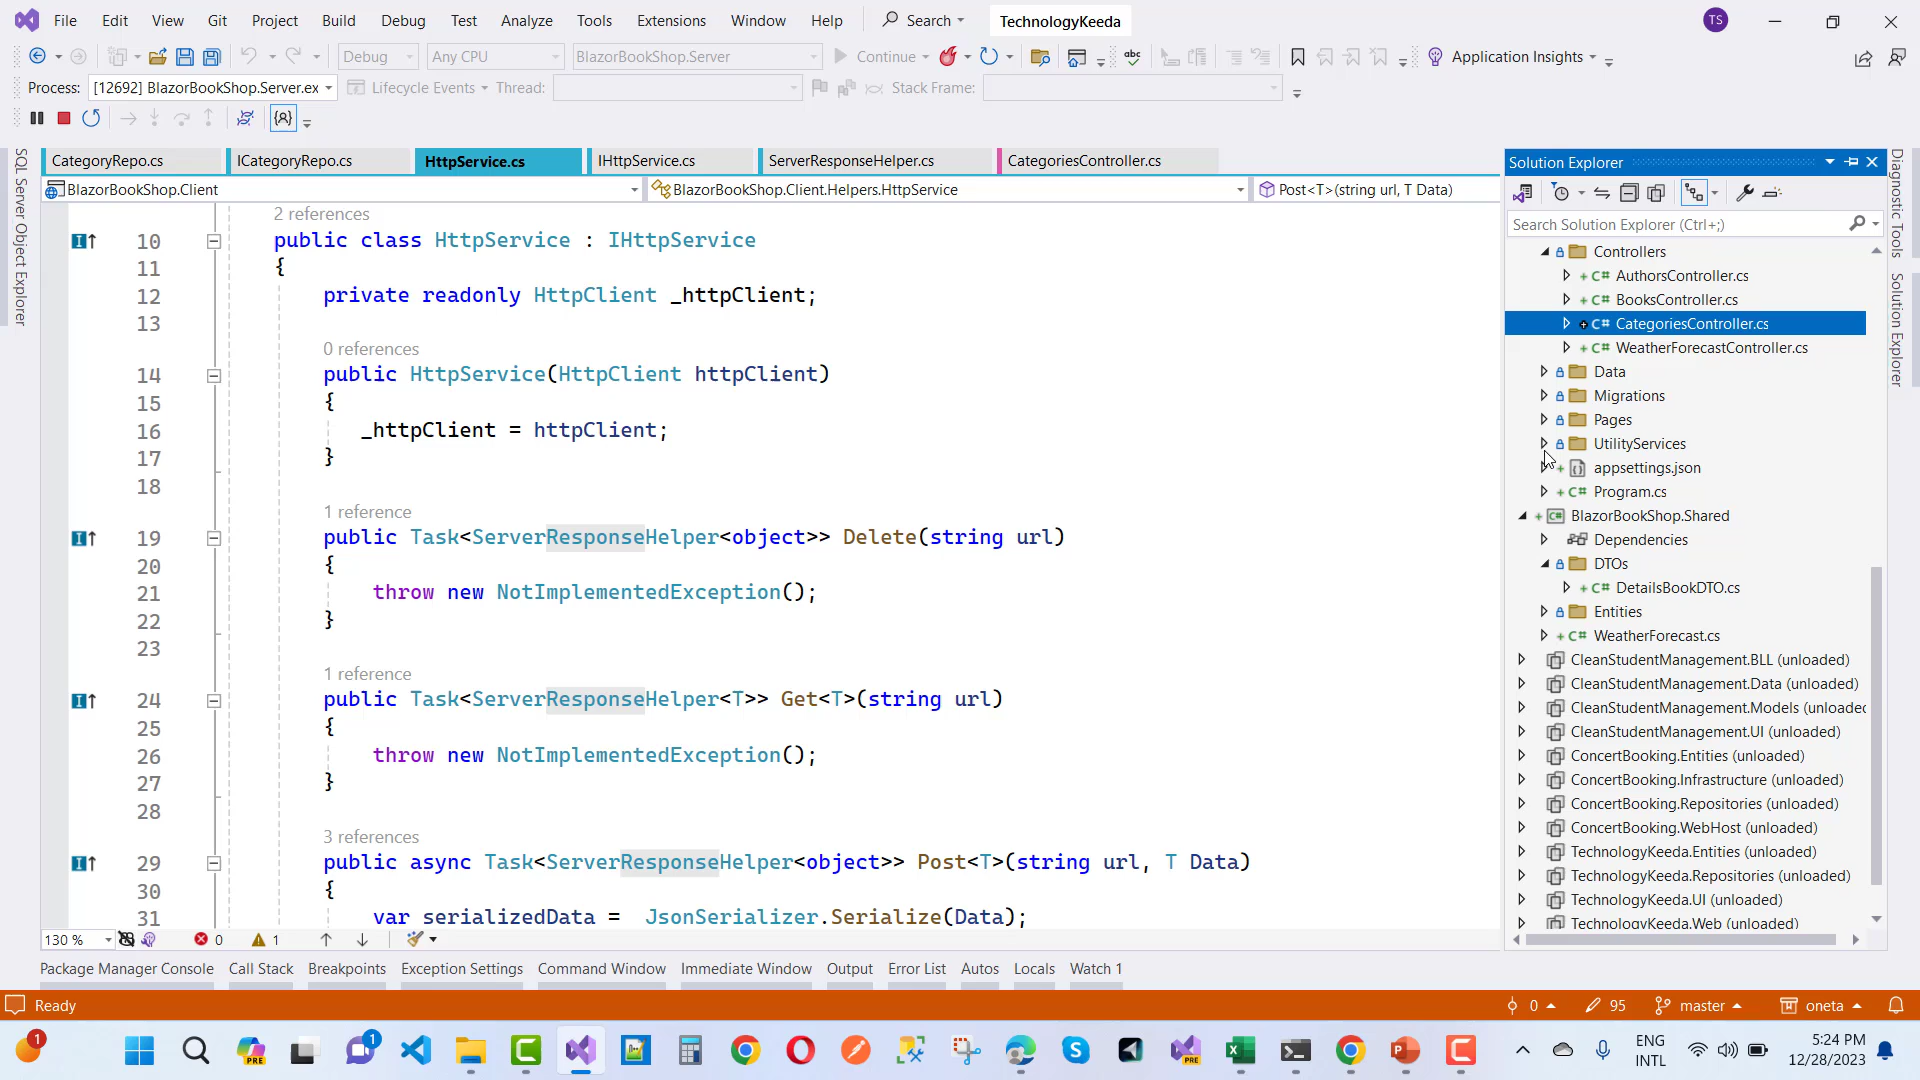 File Edit View Git Project Build Debug Test Analyze Tools Extensions Window Help Search TechnologyKeeda TS
Debug Any CPU BlazorBookShop.Server Continue abc Application Insights
Process: [12692] BlazorBookShop.Server.ex Lifecycle Events Thread: Stack Frame:
SQL Server Object Explorer
CategoryRepo.cs ICategoryRepo.cs HttpService.cs IHttpService.cs ServerResponseHelper.cs CategoriesController.cs
BlazorBookShop.Client BlazorBookShop.Client.Helpers.HttpService Post<T>(string url, T Data)
2 references
10 public class HttpService : IHttpService
11 {
12 private readonly HttpClient _httpClient;
13
0 references
14 public HttpService(HttpClient httpClient)
15 {
16 _httpClient = httpClient;
17 }
18
1 reference
19 public Task<ServerResponseHelper<object>> Delete(string url)
20 {
21 throw new NotImplementedException();
22 }
23
1 reference
24 public Task<ServerResponseHelper<T>> Get<T>(string url)
25 {
26 throw new NotImplementedException();
27 }
28
3 references
29 public async Task<ServerResponseHelper<object>> Post<T>(string url, T Data)
30 {
31 var serializedData = JsonSerializer.Serialize(Data);
130 % 0 1
Solution Explorer
Search Solution Explorer (Ctrl+;)
Controllers
C# AuthorsController.cs
C# BooksController.cs
C# CategoriesController.cs
C# WeatherForecastController.cs
Data
Migrations
Pages
UtilityServices
appsettings.json
C# Program.cs
C# BlazorBookShop.Shared
Dependencies
DTOs
C# DetailsBookDTO.cs
Entities
C# WeatherForecast.cs
CleanStudentManagement.BLL (unloaded)
CleanStudentManagement.Data (unloaded)
CleanStudentManagement.Models (unloaded
CleanStudentManagement.UI (unloaded)
ConcertBooking.Entities (unloaded)
ConcertBooking.Infrastructure (unloaded)
ConcertBooking.Repositories (unloaded)
ConcertBooking.WebHost (unloaded)
TechnologyKeeda.Entities (unloaded)
TechnologyKeeda.Repositories (unloaded)
TechnologyKeeda.UI (unloaded)
TechnologyKeeda.Web (unloaded)
Diagnostic Tools
Solution Explorer
Package Manager Console Call Stack Breakpoints Exception Settings Command Window Immediate Window Output Error List Autos Locals Watch 1
Ready 0 95 master oneta
1 PRE 1 PRE
ENG
INTL
5:24 PM
12/28/2023